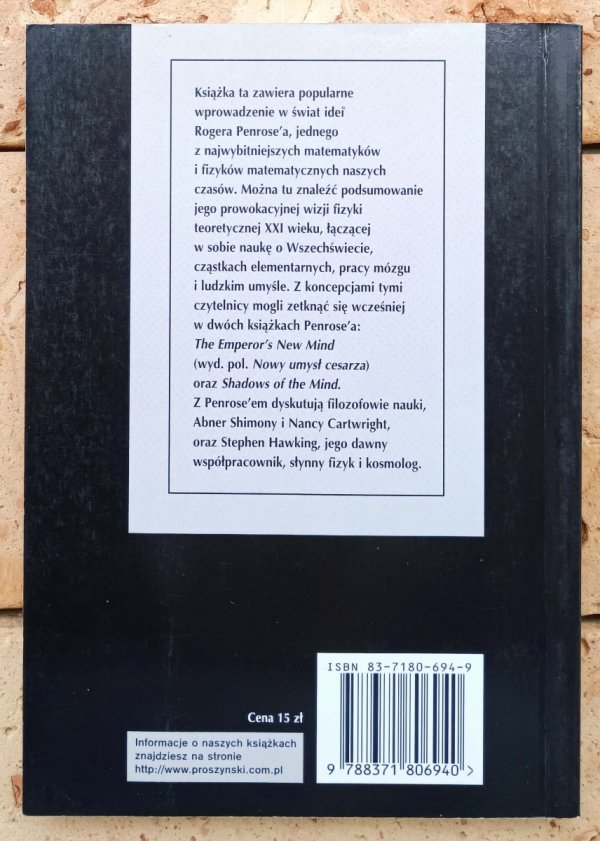 Książka ta zawiera popularne
wprowadzenie w świat ideї
Rogera Penrose'a, jednego
z najwybitniejszych matematyków
i fizyków matematycznych naszych
czasów. Można tu znaleźć podsumowanie
jego prowokacyjnej wizji fizyki
teoretycznej XXI wieku, łączącej
w sobie naukę o Wszechświecie,
cząstkach elementarnych, pracy mózgu
i ludzkim umyśle. Z koncepcjami tymi
czytelnicy mogli zetknąć się wcześniej
w dwóch książkach Penrose'a:
The Emperor's New Mind
(wyd. pol. Nowy umysł cesarza)
oraz Shadows of the Mind.
Z Penrose'em dyskutują filozofowie nauki,
Abner Shimony i Nancy Cartwright,
oraz Stephen Hawking, jego dawny
współpracownik, słynny fizyk i kosmolog.
ISBN 83-7180-694-9
Cena 15 zł
Informacje o naszych książkach
znajdziesz na stronie
http://www.proszynski.com.pl
9 788371 806940 >